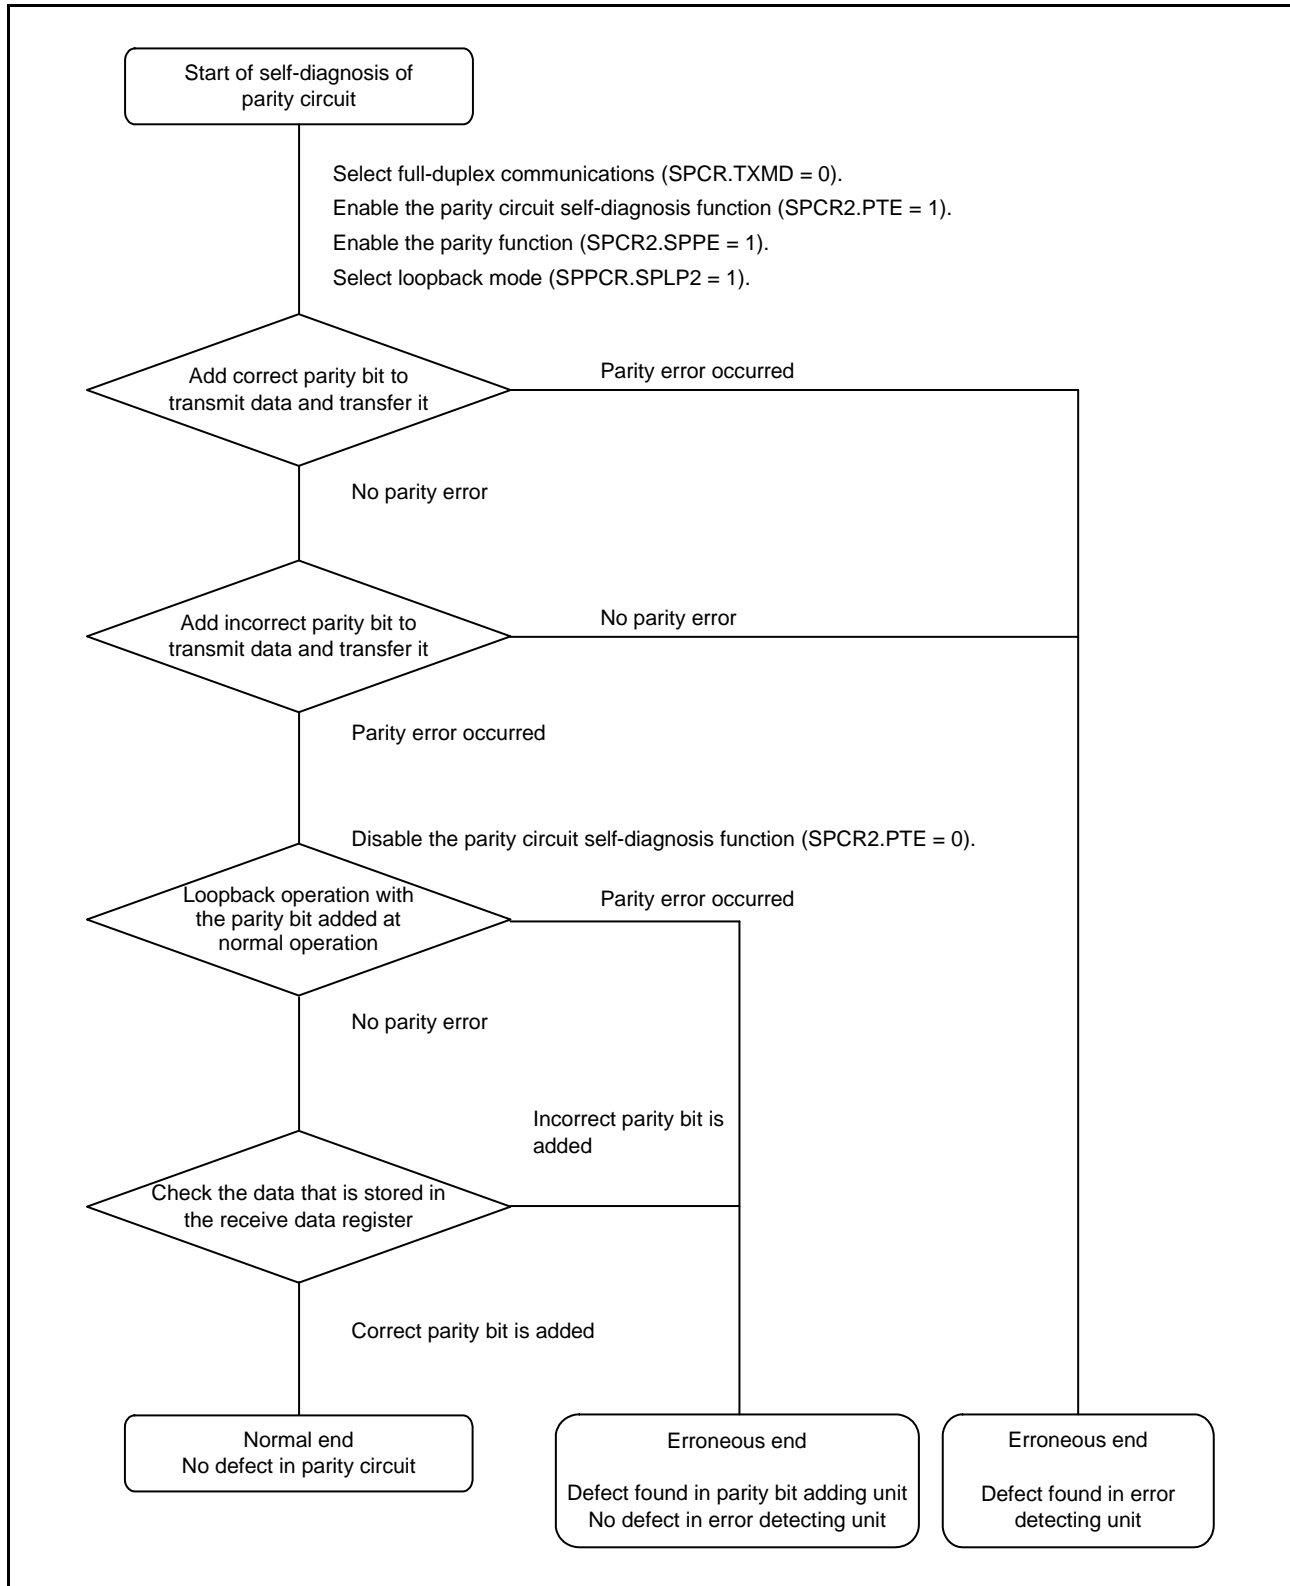 Start of self-diagnosis of
parity circuit
Select full-duplex communications (SPCR.TXMD = 0).
Enable the parity circuit self-diagnosis function (SPCR2.PTE = 1).
Enable the parity function (SPCR2.SPPE = 1).
Select loopback mode (SPPCR.SPLP2 = 1).
Add correct parity bit to
transmit data and transfer it
Parity error occurred
No parity error
Add incorrect parity bit to
transmit data and transfer it
No parity error
Parity error occurred
Disable the parity circuit self-diagnosis function (SPCR2.PTE = 0).
Loopback operation with
the parity bit added at
normal operation
Parity error occurred
No parity error
Incorrect parity bit is
added
Check the data that is stored in
the receive data register
Correct parity bit is added
Normal end
No defect in parity circuit
Erroneous end
Defect found in parity bit adding unit
No defect in error detecting unit
Erroneous end
Defect found in error
detecting unit